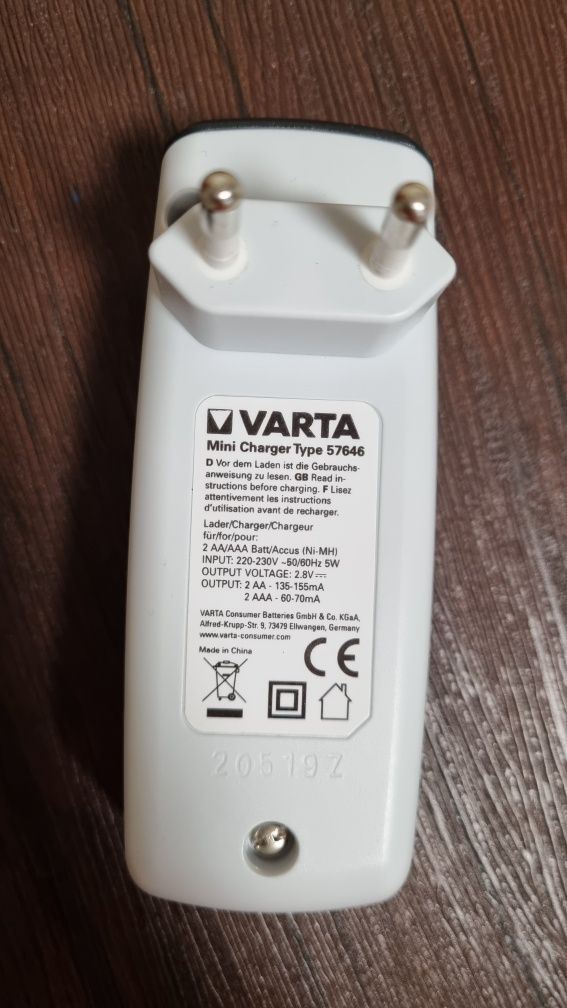 VARTA
Mini Charger Type 57646
D Vor dem Laden ist die Gebrauchs-
anweisung zu lesen. GB Read in-
structions before charging. F Lisez
attentivement les instructions
d'utilisation avant de recharger.
Lader/Charger/Chargeur
für/for/pour:
2 AA/AAA Batt/Accus (Ni-MH)
INPUT: 220-230V ~50/60Hz 5W
OUTPUT VOLTAGE: 2.8V ⎓
OUTPUT: 2 AA - 135-155mA
2 AAA - 60-70mA
VARTA Consumer Batteries GmbH & Co. KGaA,
Alfred-Krupp-Str. 9, 73479 Ellwangen, Germany
www.varta-consumer.com
Made in China
CE
20519Z